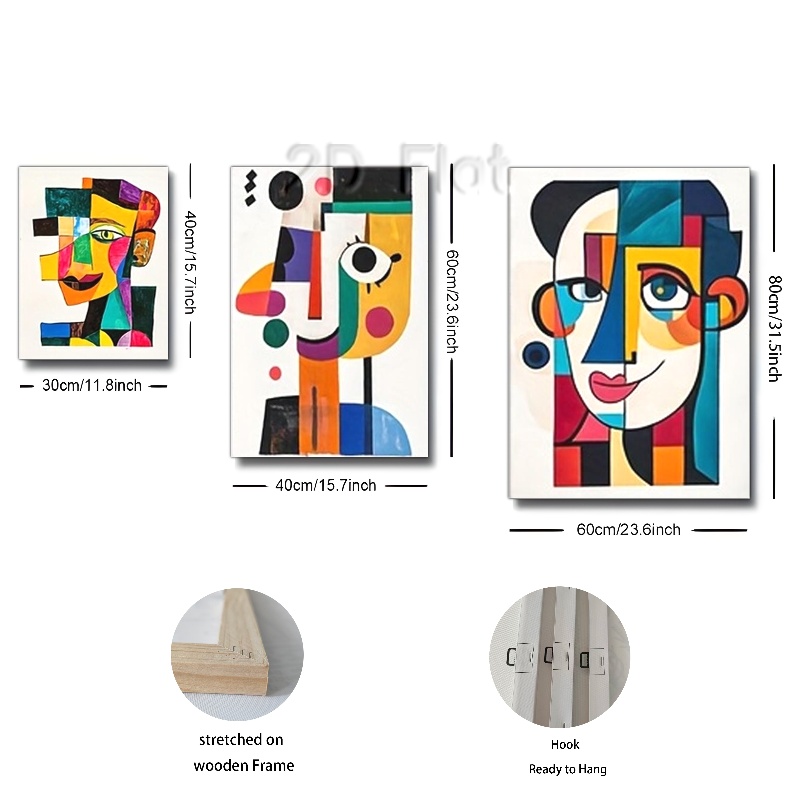 2D Flat
40cm/15.7inch
30cm/11.8inch
60cm/23.6inch
40cm/15.7inch
80cm/31.5inch
60cm/23.6inch
stretched on
wooden Frame
Hook
Ready to Hang